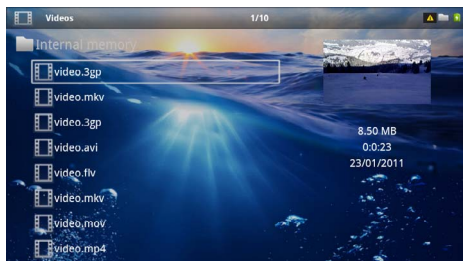 Videos 1/10
Internal memory
video.3gp
video.mkv
video.3gp
video.avi
video.flv
video.mkv
video.mov
video.mp4
8.50 MB
0:0:23
23/01/2011